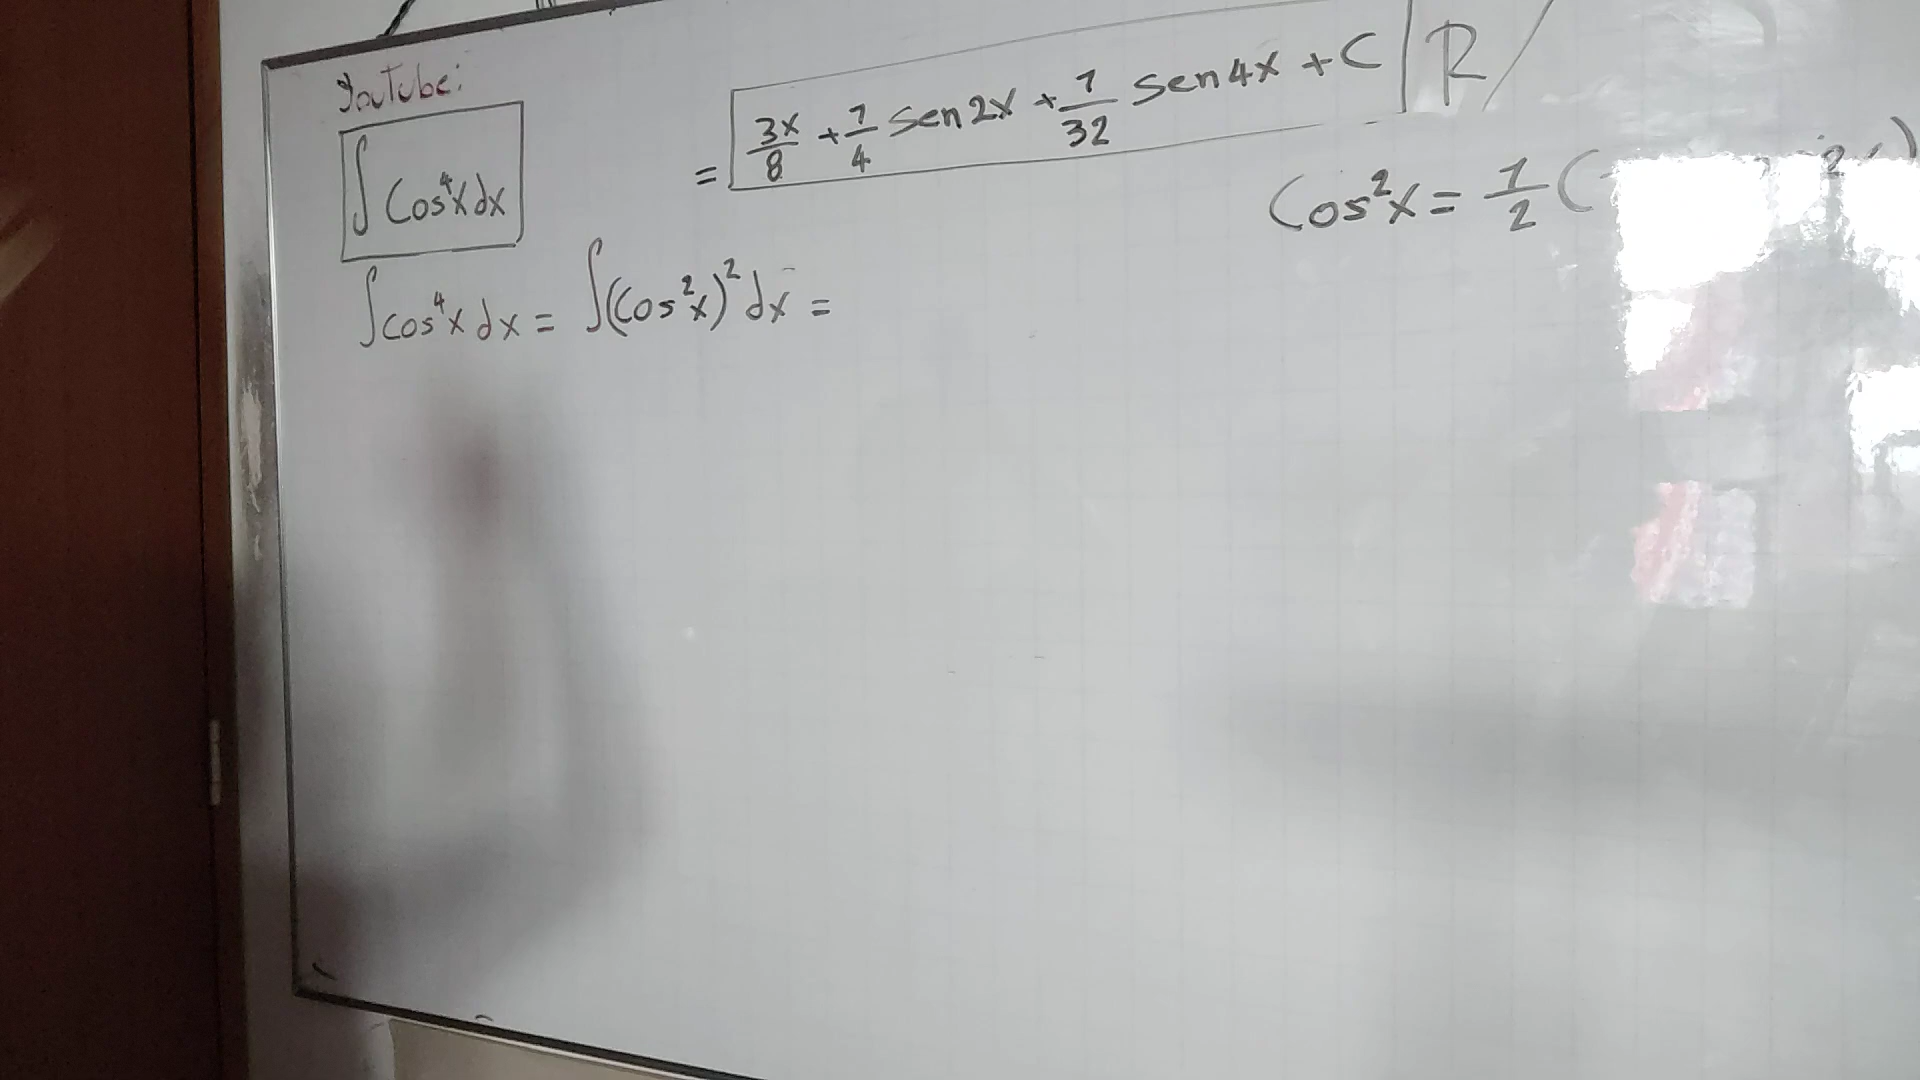 YouTube:
∫ Cos⁴x dx
= 3x/8 + 1/4 sen 2x + 1/32 sen 4x + C R/
Cos²x = 1/2 (
∫ cos⁴x dx = ∫ (Cos²x)² dx =